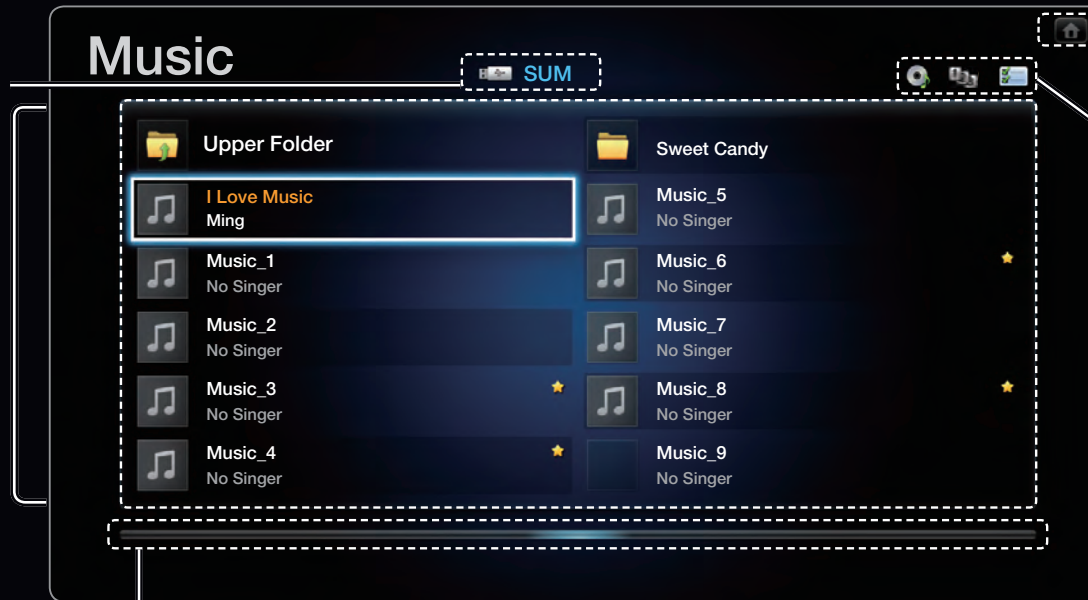 Music
SUM
Upper Folder
I Love Music
Ming
Music_1
No Singer
Music_2
No Singer
Music_3
No Singer
Music_4
No Singer
Sweet Candy
Music_5
No Singer
Music_6
No Singer
Music_7
No Singer
Music_8
No Singer
Music_9
No Singer